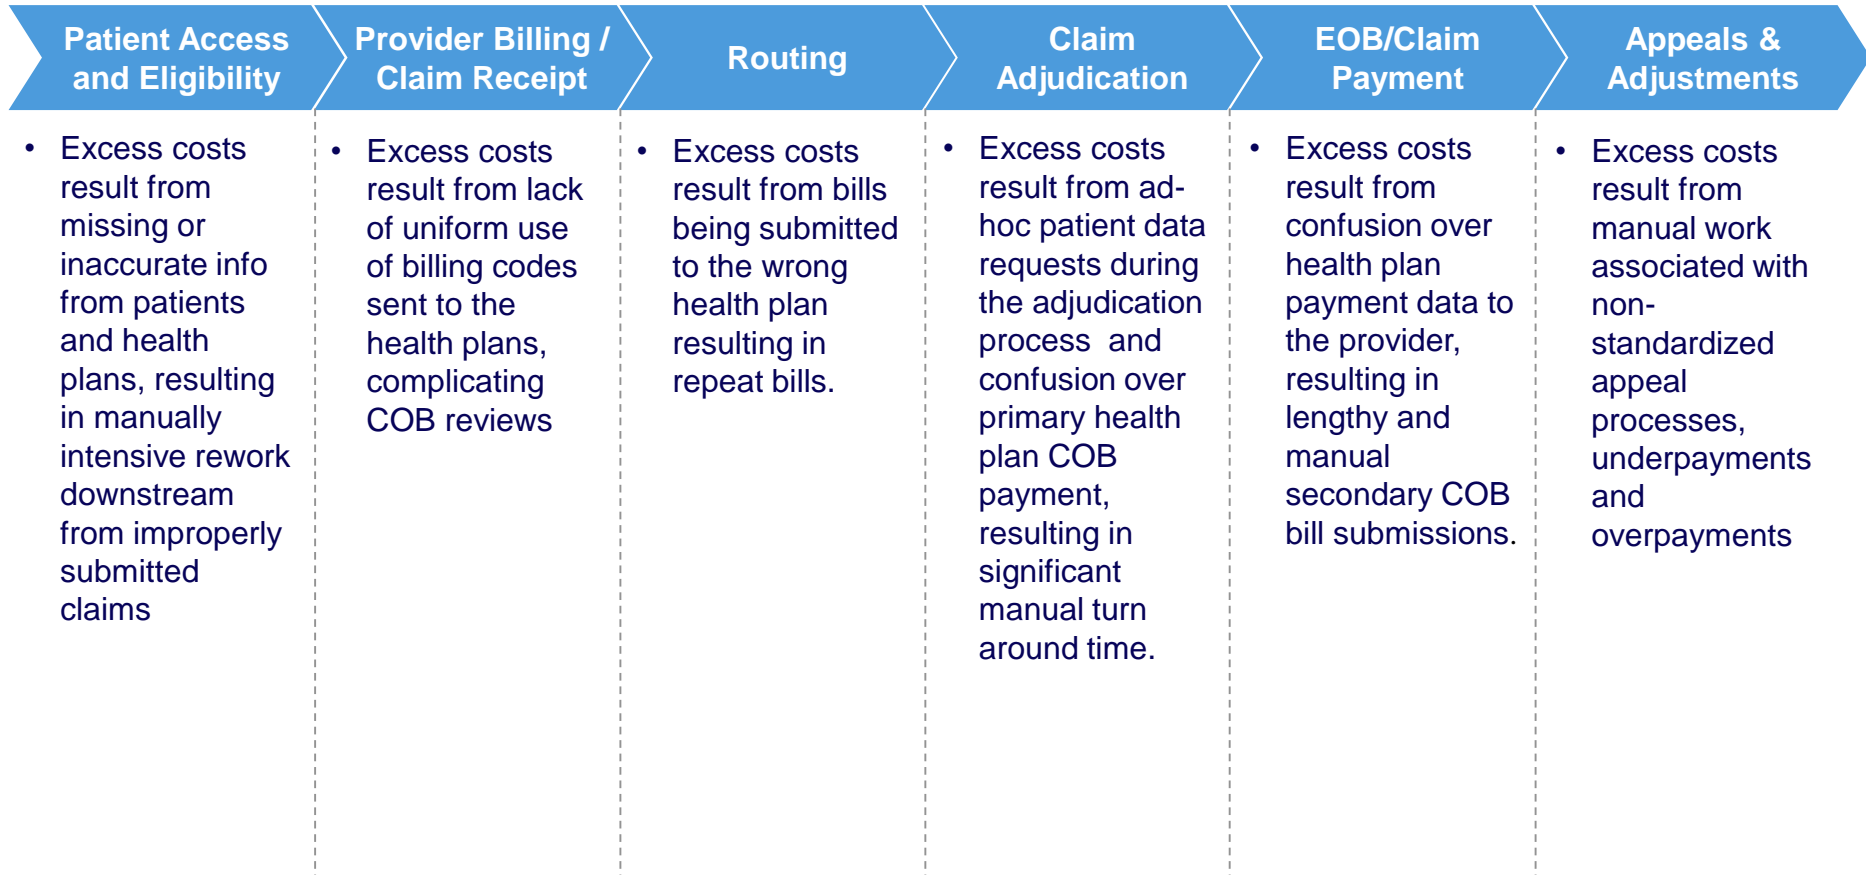 Patient Access
and Eligibility
Provider Billing /
Claim Receipt
Routing
Claim
Adjudication
EOB/Claim
Payment
Appeals &
Adjustments
• Excess costs
result from
missing or
inaccurate info
from patients
and health
plans, resulting
in manually
intensive rework
downstream
from improperly
submitted
claims
• Excess costs
result from lack
of uniform use
of billing codes
sent to the
health plans,
complicating
COB reviews
• Excess costs
result from bills
being submitted
to the wrong
health plan
resulting in
repeat bills.
• Excess costs
result from ad-
hoc patient data
requests during
the adjudication
process  and
confusion over
primary health
plan COB
payment,
resulting in
significant
manual turn
around time.
• Excess costs
result from
confusion over
health plan
payment data to
the provider,
resulting in
lengthy and
manual
secondary COB
bill submissions.
• Excess costs
result from
manual work
associated with
non-
standardized
appeal
processes,
underpayments
and
overpayments